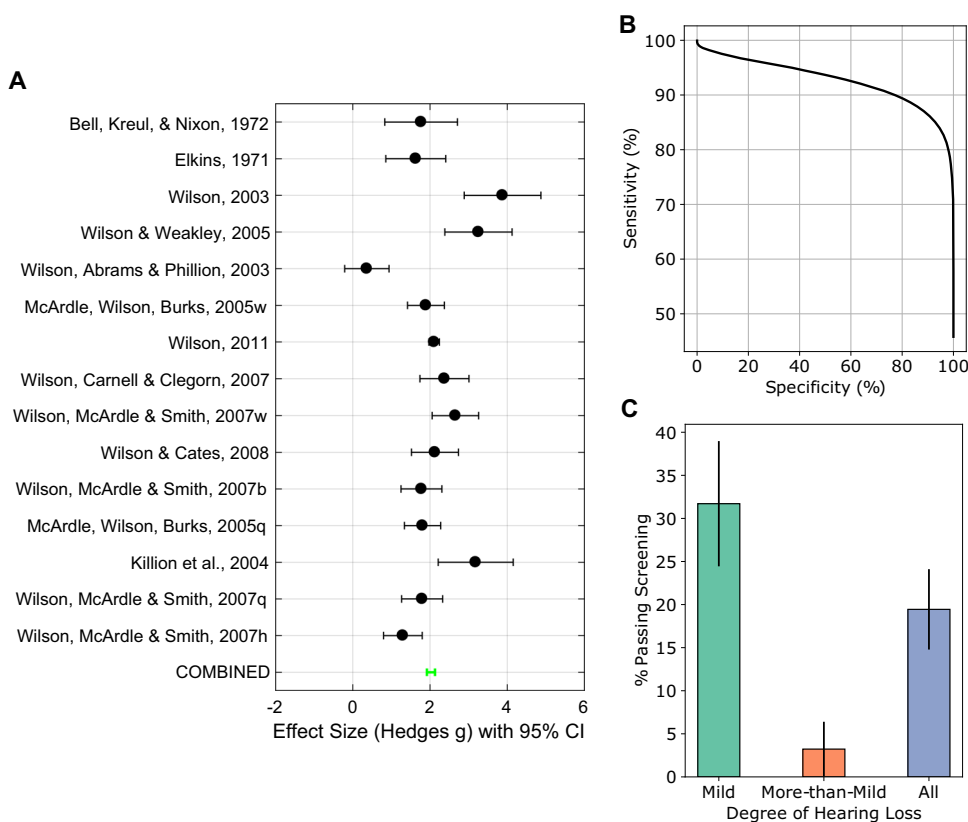 A
Bell, Kreul, & Nixon, 1972
Elkins, 1971
Wilson, 2003
Wilson & Weakley, 2005
Wilson, Abrams & Phillion, 2003
McArdle, Wilson, Burks, 2005w
Wilson, 2011
Wilson, Carnell & Clegorn, 2007
Wilson, McArdle & Smith, 2007w
Wilson & Cates, 2008
Wilson, McArdle & Smith, 2007b
McArdle, Wilson, Burks, 2005q
Killion et al., 2004
Wilson, McArdle & Smith, 2007q
Wilson, McArdle & Smith, 2007h
COMBINED
-2 0 2 4 6
Effect Size (Hedges g) with 95% CI
B
Sensitivity (%)
100
90
80
70
60
50
0 20 40 60 80 100
Specificity (%)
C
% Passing Screening
40
35
30
25
20
15
10
5
0
Mild More-than-Mild All
Degree of Hearing Loss